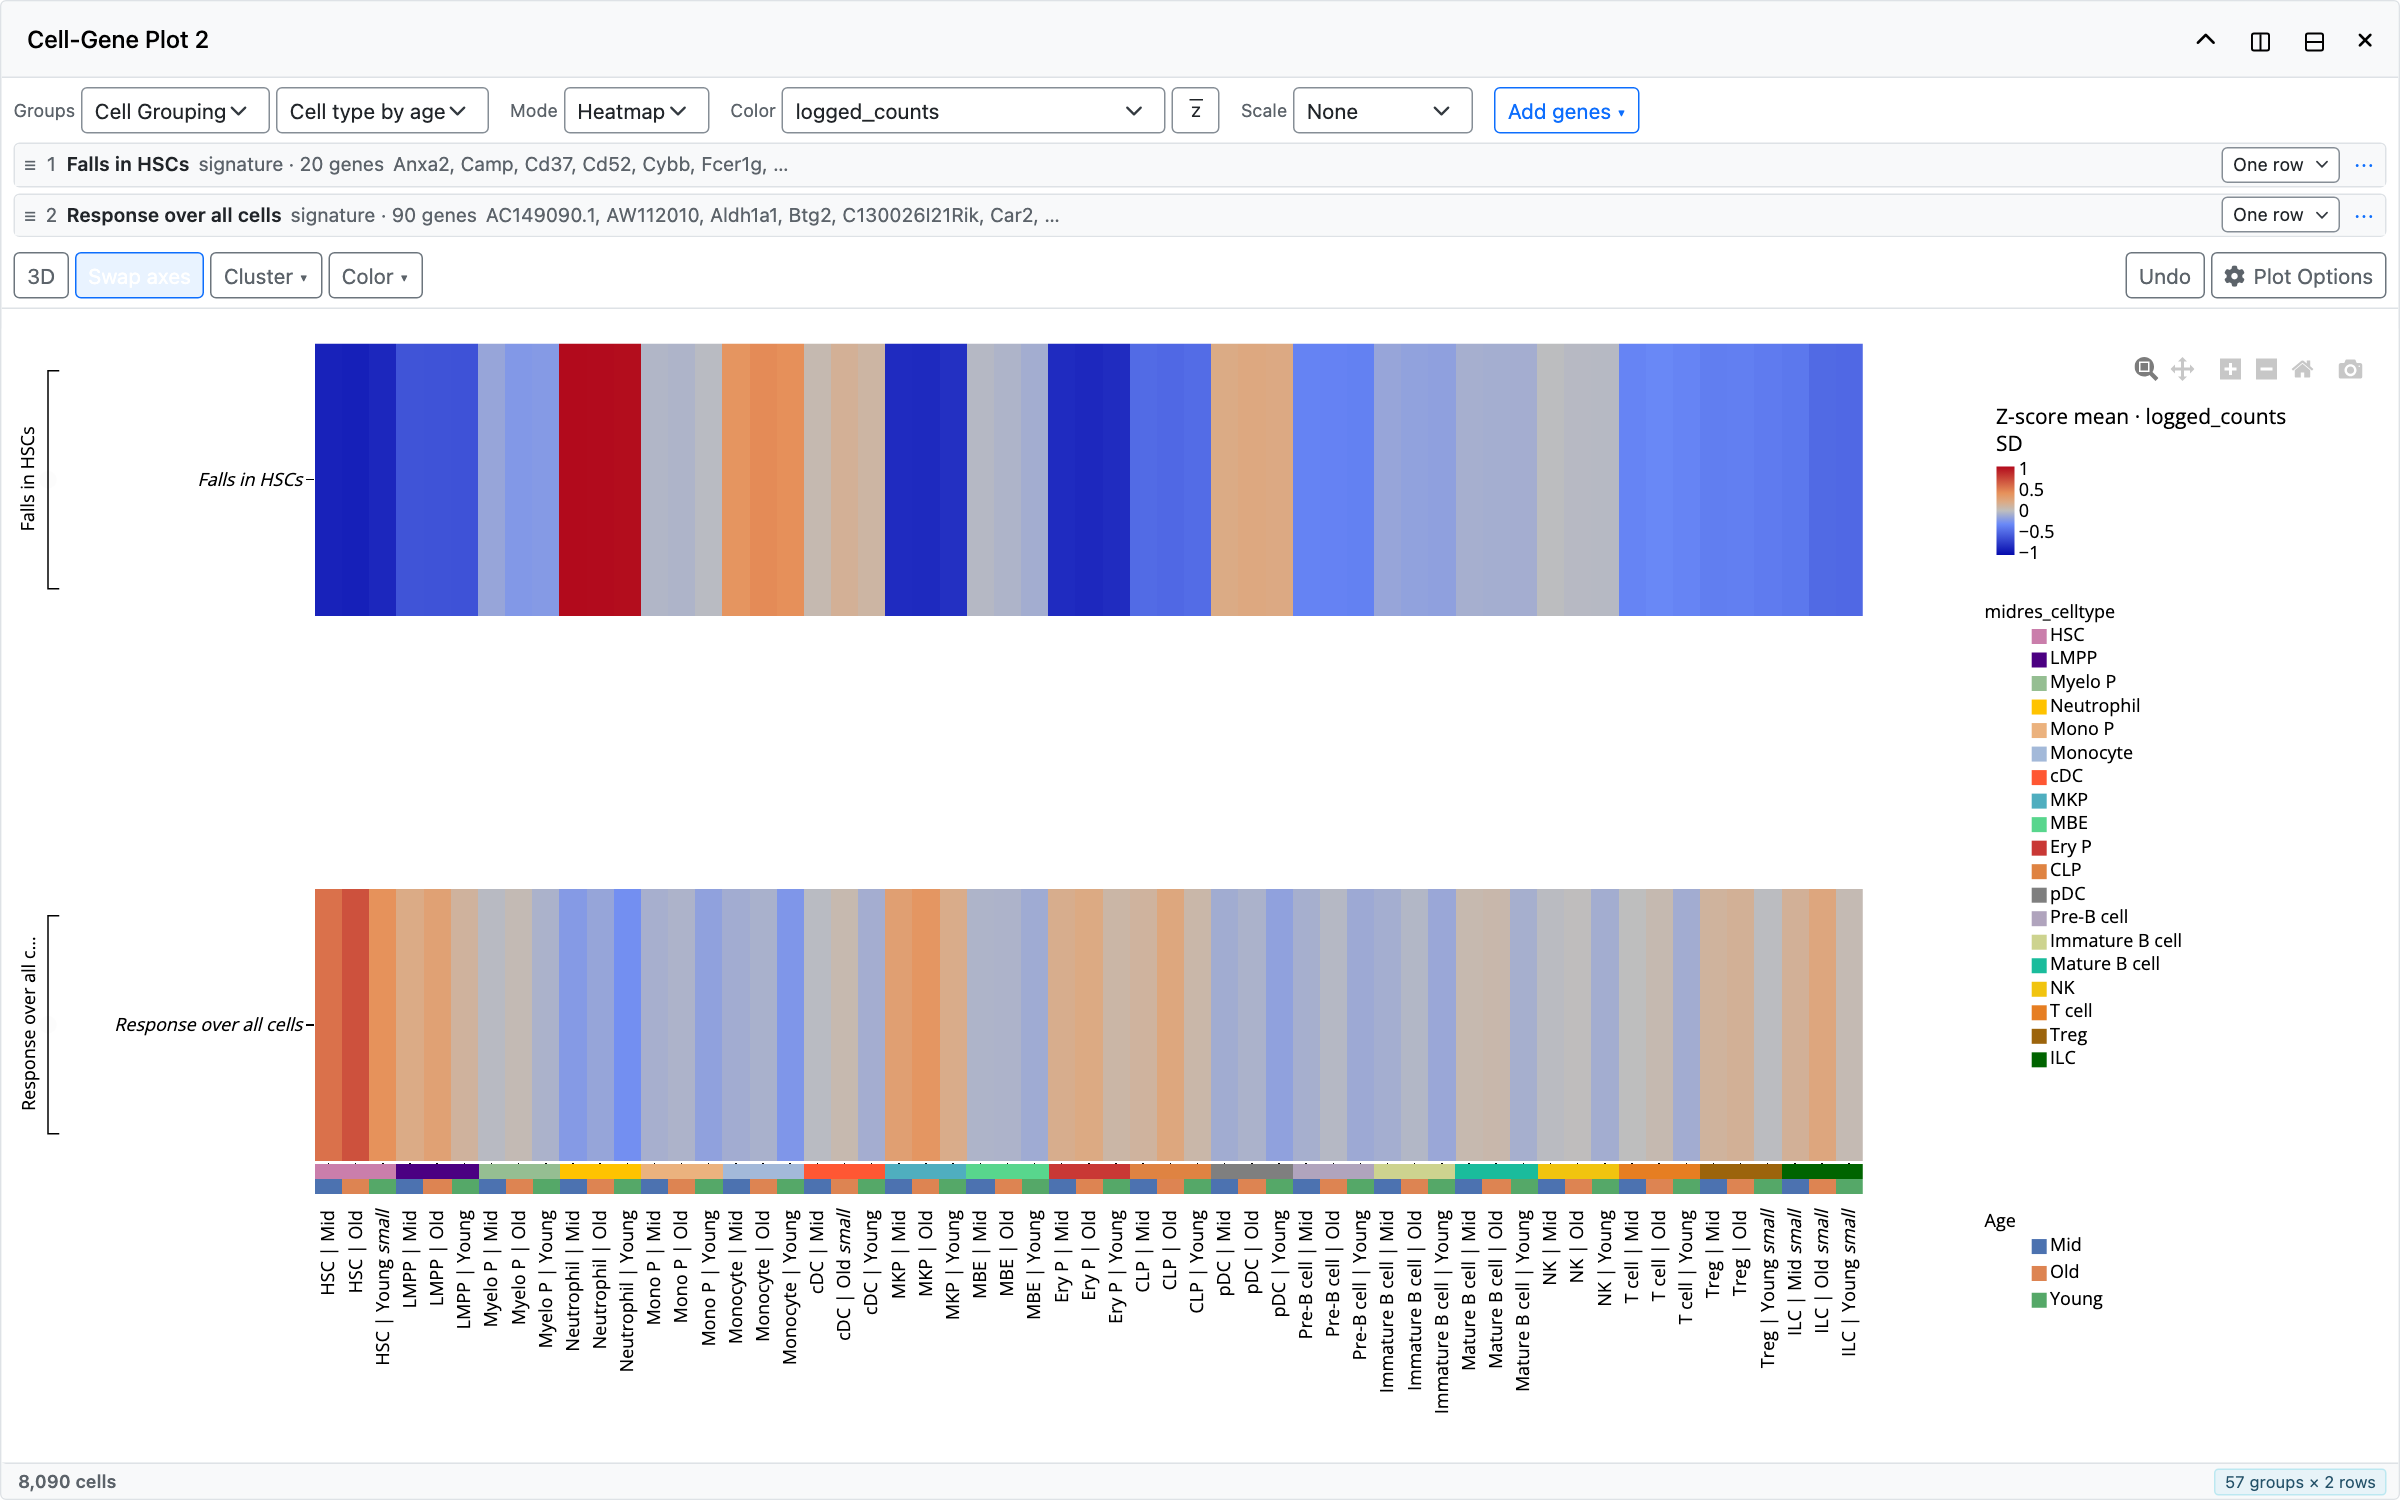 Cell-Gene Plot 2
Groups Cell Grouping Cell type by age Mode Heatmap Color logged_counts z Scale None Add genes
1 Falls in HSCs signature · 20 genes Anxa2, Camp, Cd37, Cd52, Cybb, Fcer1g, ... One row ...
2 Response over all cells signature · 90 genes AC149090.1, AW112010, Aldh1a1, Btg2, C130026I21Rik, Car2, ... One row ...
3D Swap axes Cluster Color Undo Plot Options
Falls in HSCs
Falls in HSCs
Response over all c...
Response over all cells
HSC | Mid
HSC | Old
HSC | Young small
LMPP | Mid
LMPP | Old
LMPP | Young
Myelo P | Mid
Myelo P | Old
Myelo P | Young
Neutrophil | Mid
Neutrophil | Old
Neutrophil | Young
Mono P | Mid
Mono P | Old
Mono P | Young
Monocyte | Mid
Monocyte | Old
Monocyte | Young
cDC | Mid
cDC | Old small
cDC | Young
MKP | Mid
MKP | Old
MKP | Young
MBE | Mid
MBE | Old
MBE | Young
Ery P | Mid
Ery P | Old
Ery P | Young
CLP | Mid
CLP | Old
CLP | Young
pDC | Mid
pDC | Old
pDC | Young
Pre-B cell | Mid
Pre-B cell | Old
Pre-B cell | Young
Immature B cell | Mid
Immature B cell | Old
Immature B cell | Young
Mature B cell | Mid
Mature B cell | Old
Mature B cell | Young
NK | Mid
NK | Old
NK | Young
T cell | Mid
T cell | Old
T cell | Young
Treg | Mid
Treg | Old
Treg | Young small
ILC | Mid small
ILC | Old small
ILC | Young small
Z-score mean · logged_counts
SD
1
0.5
0
−0.5
−1
midres_celltype
HSC
LMPP
Myelo P
Neutrophil
Mono P
Monocyte
cDC
MKP
MBE
Ery P
CLP
pDC
Pre-B cell
Immature B cell
Mature B cell
NK
T cell
Treg
ILC
Age
Mid
Old
Young
8,090 cells
57 groups × 2 rows